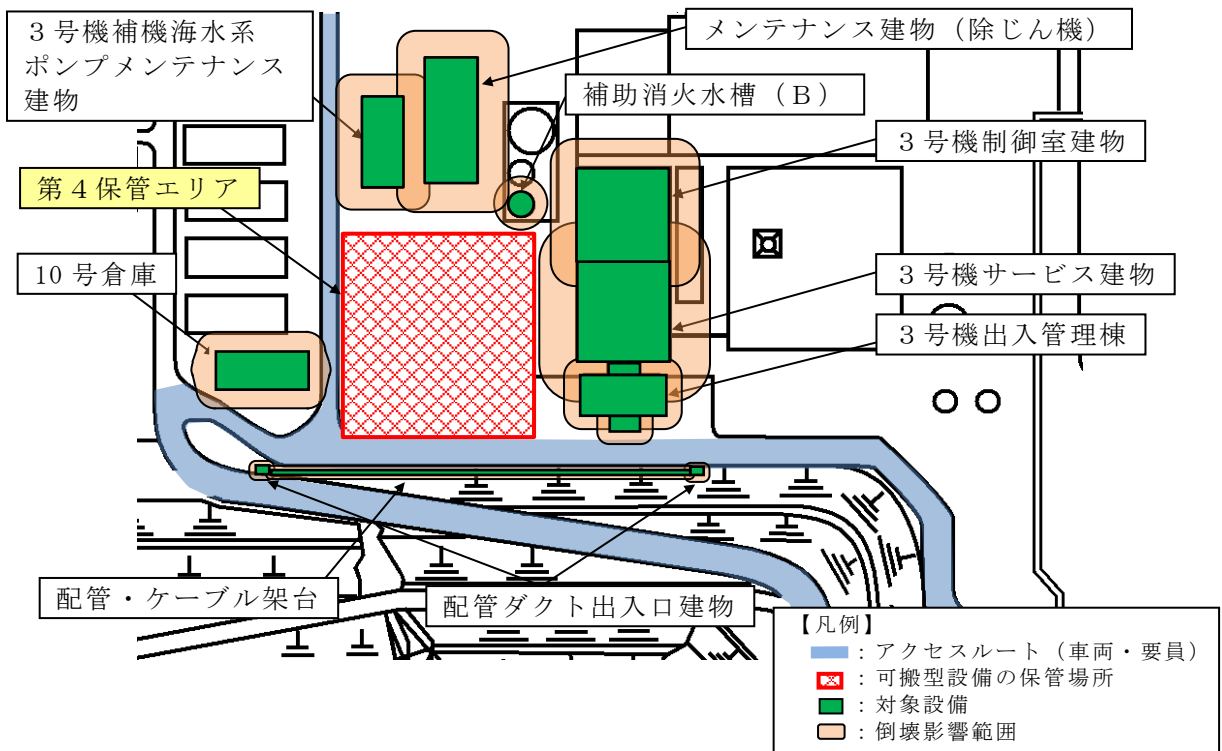 ３号機補機海水系
ポンプメンテナンス
建物
メンテナンス建物（除じん機）
補助消火水槽（Ｂ）
３号機制御室建物
第４保管エリア
10 号倉庫
３号機サービス建物
３号機出入管理棟
配管・ケーブル架台
配管ダクト出入口建物
【凡例】
：アクセスルート（車両・要員）
：可搬型設備の保管場所
：対象設備
：倒壊影響範囲